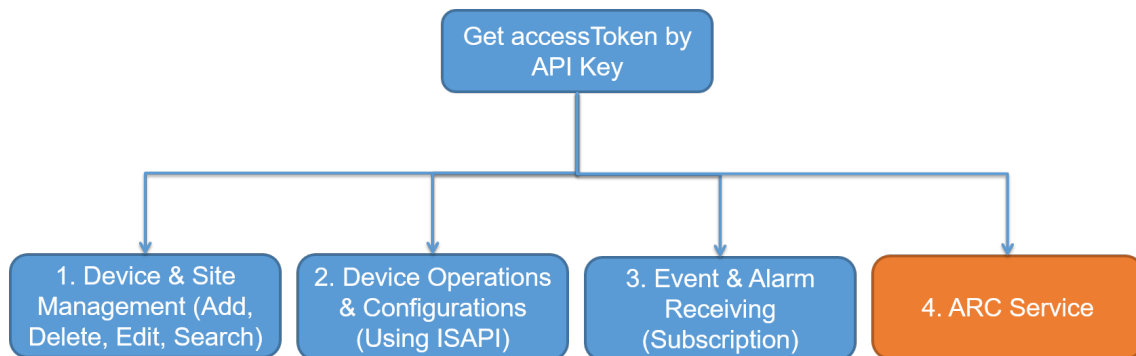 Get accessToken by
API Key
1. Device & Site
Management (Add,
Delete, Edit, Search)
2. Device Operations
& Configurations
(Using ISAPI)
3. Event & Alarm
Receiving
(Subscription)
4. ARC Service